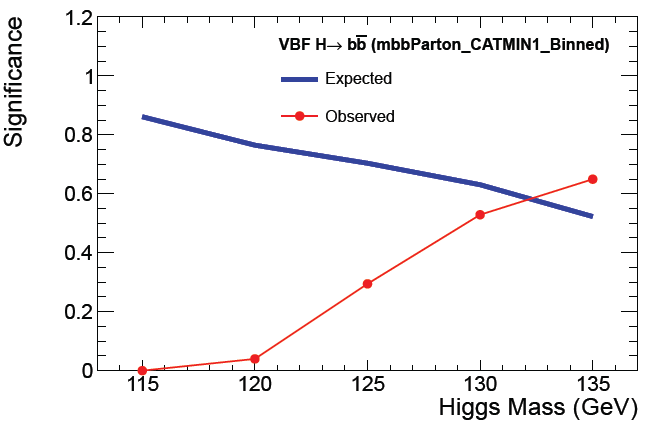 Significance
1.2
1
0.8
0.6
0.4
0.2
0
VBF H→ bb̅ (mbbParton_CATMIN1_Binned)
Expected
Observed
115 120 125 130 135
Higgs Mass (GeV)